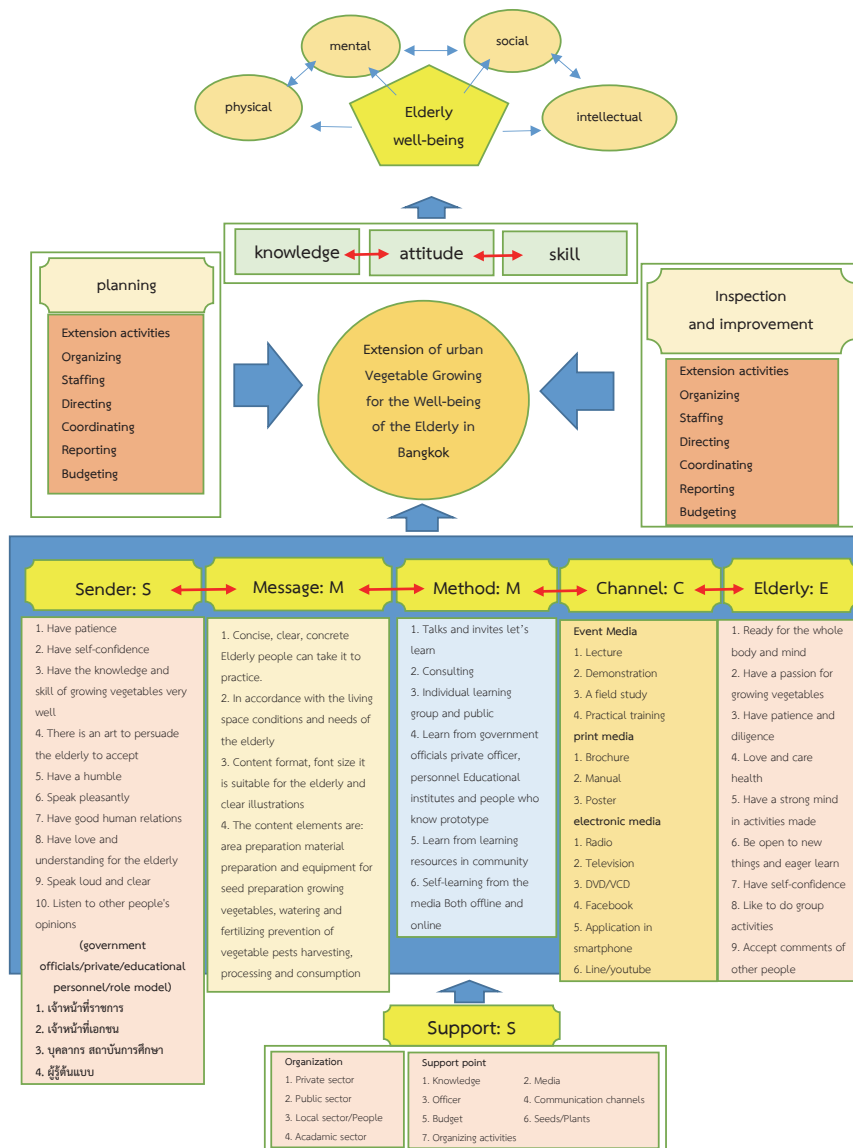 mental
social
physical
Elderly
well-being
intellectual
knowledge
attitude
skill
planning
Extension activities
Organizing
Staffing
Directing
Coordinating
Reporting
Budgeting
Extension of urban
Vegetable Growing
for the Well-being
of the Elderly in
Bangkok
Inspection
and improvement
Extension activities
Organizing
Staffing
Directing
Coordinating
Reporting
Budgeting
Sender: S
1. Have patience
2. Have self-confidence
3. Have the knowledge and
skill of growing vegetables very
well
4. There is an art to persuade
the elderly to accept
5. Have a humble
6. Speak pleasantly
7. Have good human relations
8. Have love and
understanding for the elderly
9. Speak loud and clear
10. Listen to other people's
opinions
(government
officials/private/educational
personnel/role model)
1. เจ้าหน้าที่ราชการ
2. เจ้าหน้าที่เอกชน
3. บุคลากร สถาบันการศึกษา
4. ผู้รู้ต้นแบบ
Message: M
1. Concise, clear, concrete
Elderly people can take it to
practice.
2. In accordance with the living
space conditions and needs of
the elderly
3. Content format, font size it
is suitable for the elderly and
clear illustrations
4. The content elements are:
area preparation material
preparation and equipment for
seed preparation growing
vegetables, watering and
fertilizing prevention of
vegetable pests harvesting,
processing and consumption
Method: M
1. Talks and invites let's
learn
2. Consulting
3. Individual learning
group and public
4. Learn from government
officials private officer,
personnel Educational
institutes and people who
know prototype
5. Learn from learning
resources in community
6. Self-learning from the
media Both offline and
online
Channel: C
Event Media
1. Lecture
2. Demonstration
3. A field study
4. Practical training
print media
1. Brochure
2. Manual
3. Poster
electronic media
1. Radio
2. Television
3. DVD/VCD
4. Facebook
5. Application in
smartphone
6. Line/youtube
Elderly: E
1. Ready for the whole
body and mind
2. Have a passion for
growing vegetables
3. Have patience and
diligence
4. Love and care
health
5. Have a strong mind
in activities made
6. Be open to new
things and eager learn
7. Have self-confidence
8. Like to do group
activities
9. Accept comments of
other people
Support: S
Organization
1. Private sector
2. Public sector
3. Local sector/People
4. Acadamic sector
Support point
1. Knowledge 2. Media
3. Officer 4. Communication channels
5. Budget 6. Seeds/Plants
7. Organizing activities